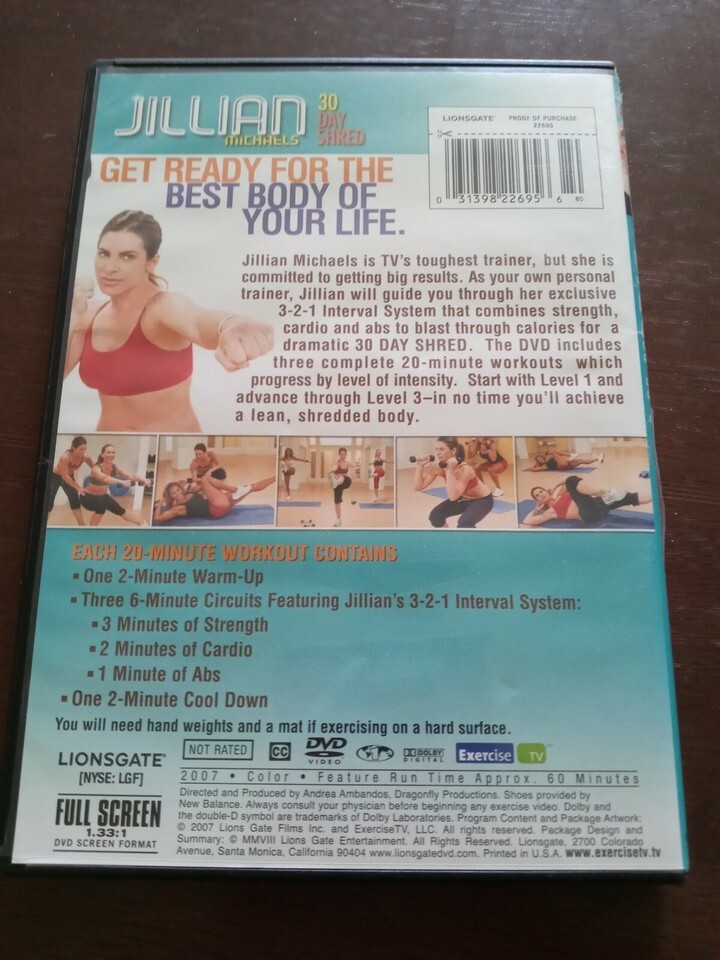 JILLIAN
MICHAELS
30
DAY
SHRED
LIONSGATE PROOF OF PURCHASE
22695
0 31398 22695 6 60
GET READY FOR THE
BEST BODY OF
YOUR LIFE.
Jillian Michaels is TV's toughest trainer, but she is
committed to getting big results. As your own personal
trainer, Jillian will guide you through her exclusive
3-2-1 Interval System that combines strength,
cardio and abs to blast through calories for a
dramatic 30 DAY SHRED. The DVD includes
three complete 20-minute workouts which
progress by level of intensity. Start with Level 1 and
advance through Level 3–in no time you'll achieve
a lean, shredded body.
EACH 20-MINUTE WORKOUT CONTAINS
▪ One 2-Minute Warm-Up
▪ Three 6-Minute Circuits Featuring Jillian's 3-2-1 Interval System:
▪ 3 Minutes of Strength
▪ 2 Minutes of Cardio
▪ 1 Minute of Abs
▪ One 2-Minute Cool Down
You will need hand weights and a mat if exercising on a hard surface.
LIONSGATE®
[NYSE: LGF]
NOT RATED CC DVD VIDEO DOLBY DIGITAL Exercise TV
2007 • Color • Feature Run Time Approx. 60 Minutes
FULL SCREEN
1.33:1
DVD SCREEN FORMAT
Directed and Produced by Andrea Ambandos, Dragonfly Productions. Shoes provided by
New Balance. Always consult your physician before beginning any exercise video. Dolby and
the double-D symbol are trademarks of Dolby Laboratories. Program Content and Package Artwork:
© 2007 Lions Gate Films Inc. and ExerciseTV, LLC. All rights reserved. Package Design and
Summary: © MMVIII Lions Gate Entertainment. All Rights Reserved. Lionsgate, 2700 Colorado
Avenue, Santa Monica, California 90404 www.lionsgatedvd.com. Printed in U.S.A. www.exercisetv.tv